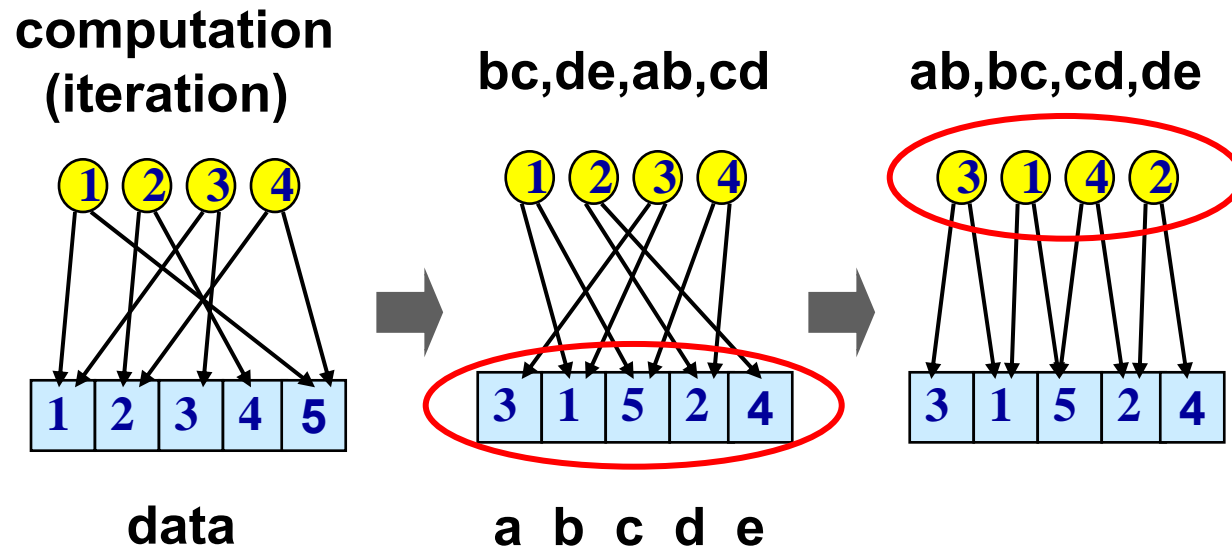 computation
(iteration)
1 2 3 4
1 2 3 4 5
data
bc,de,ab,cd
1 2 3 4
3 1 5 2 4
a b c d e
ab,bc,cd,de
3 1 4 2
3 1 5 2 4